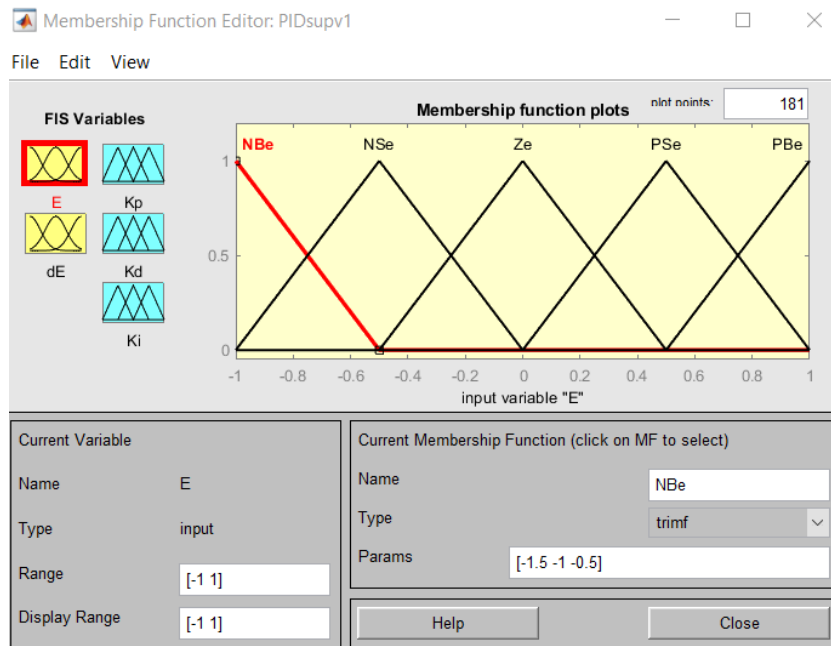 Membership Function Editor: PIDsupv1
File Edit View
FIS Variables
E
dE
Kp
Kd
Ki
Membership function plots
plot points:
181
NBe
NSe
Ze
PSe
PBe
1
0.5
0
-1 -0.8 -0.6 -0.4 -0.2 0 0.2 0.4 0.6 0.8 1
input variable "E"
Current Variable
Name E
Type input
Range [-1 1]
Display Range [-1 1]
Current Membership Function (click on MF to select)
Name NBe
Type trimf
Params [-1.5 -1 -0.5]
Help Close